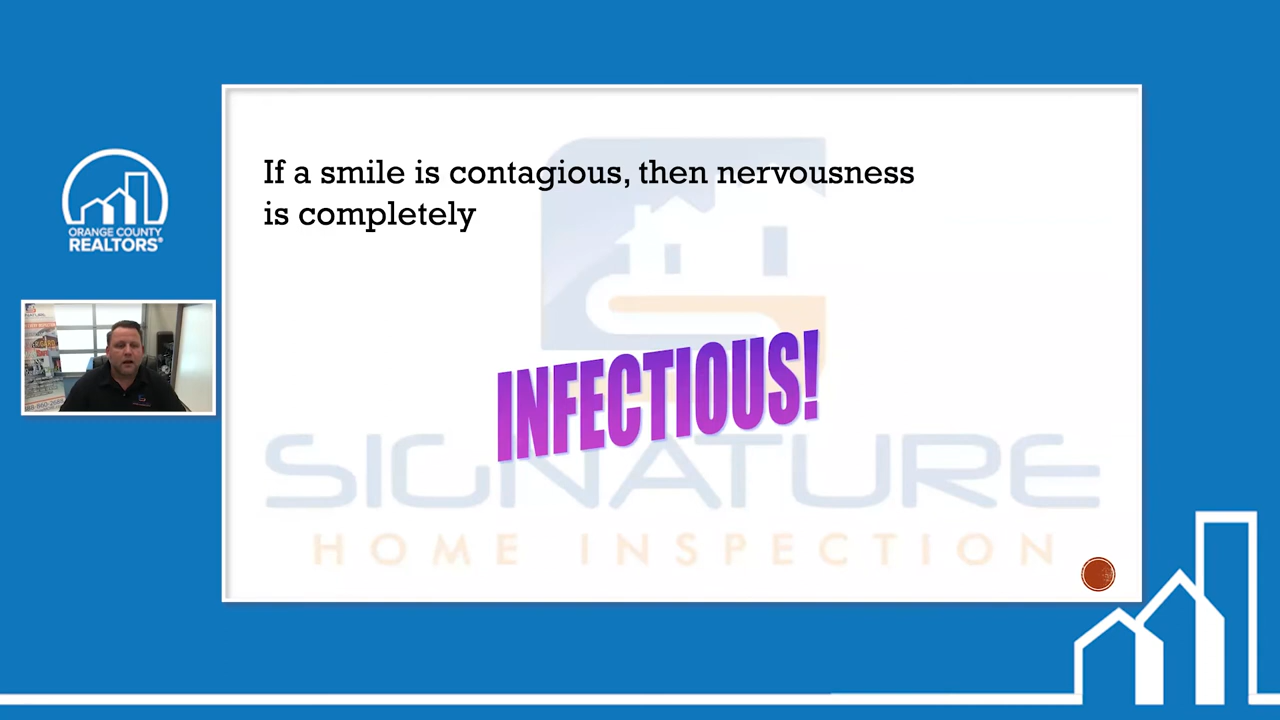 If a smile is contagious, then nervousness
is completely
INFECTIOUS!
SIGNATURE
HOME INSPECTION
ORANGE COUNTY
REALTORS®